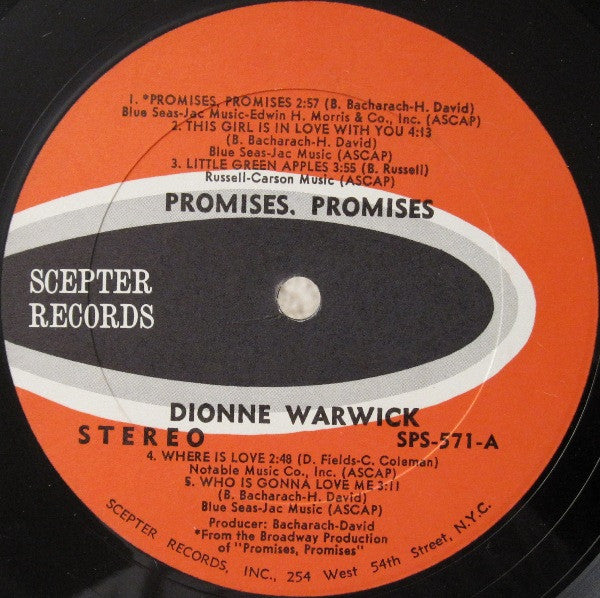 1. *PROMISES, PROMISES 2:57 (B. Bacharach-H. David)
Blue Seas-Jac Music-Edwin H. Morris & Co., Inc. (ASCAP)
2. THIS GIRL IS IN LOVE WITH YOU 4:13
(B. Bacharach-H. David)
Blue Seas-Jac Music (ASCAP)
3. LITTLE GREEN APPLES 3:55 (B. Russell)
Russell-Carson Music (ASCAP)
PROMISES, PROMISES
SCEPTER
RECORDS
DIONNE WARWICK
STEREO SPS-571-A
4. WHERE IS LOVE 2:48 (D. Fields-C. Coleman)
Notable Music Co., Inc. (ASCAP)
5. WHO IS GONNA LOVE ME 3:11
(B. Bacharach-H. David)
Blue Seas-Jac Music (ASCAP)
Producer: Bacharach-David
*From the Broadway Production
of "Promises, Promises"
SCEPTER RECORDS, INC., 254 West 54th Street, N.Y.C.